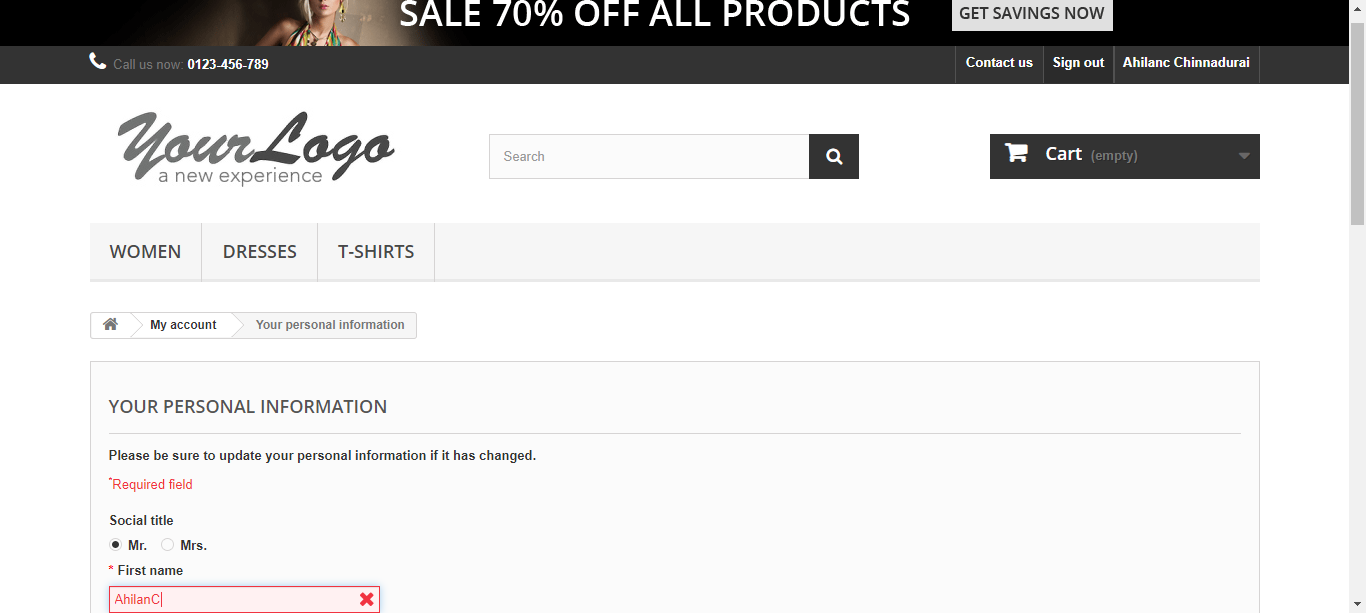 SALE 70% OFF ALL PRODUCTS GET SAVINGS NOW
Call us now: 0123-456-789 Contact us Sign out Ahilanc Chinnadurai
YourLogo
a new experience
Search
Cart (empty)
WOMEN DRESSES T-SHIRTS
My account Your personal information
YOUR PERSONAL INFORMATION
Please be sure to update your personal information if it has changed.
*Required field
Social title
Mr. Mrs.
* First name
AhilanC